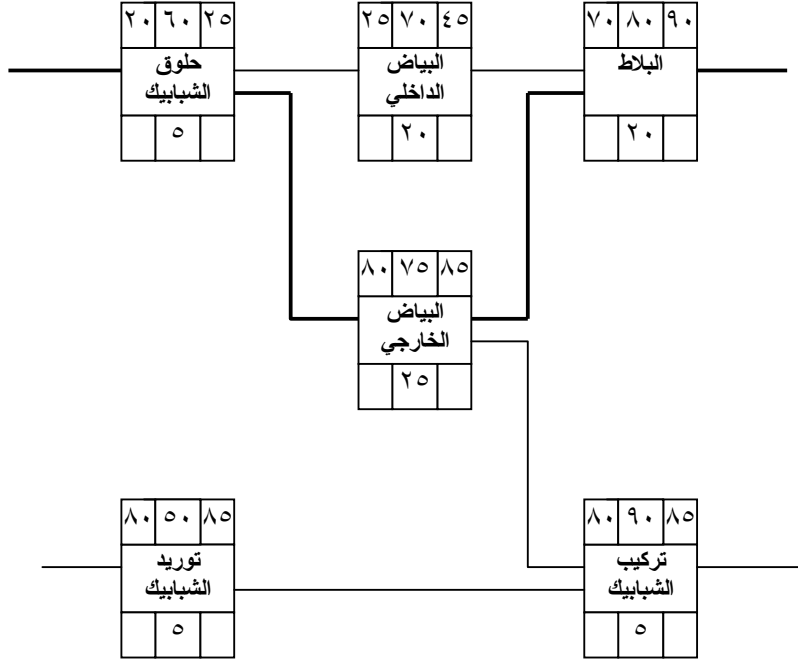 ٢٠ ٦٠ ٢٥
حلوق
الشبابيك
٥
٢٥ ٧٠ ٤٥
البياض
الداخلي
٢٠
٧٠ ٨٠ ٩٠
البلاط
٢٠
٨٠ ٧٥ ٨٥
البياض
الخارجي
٢٥
٨٠ ٥٠ ٨٥
توريد
الشبابيك
٥
٨٠ ٩٠ ٨٥
تركيب
الشبابيك
٥